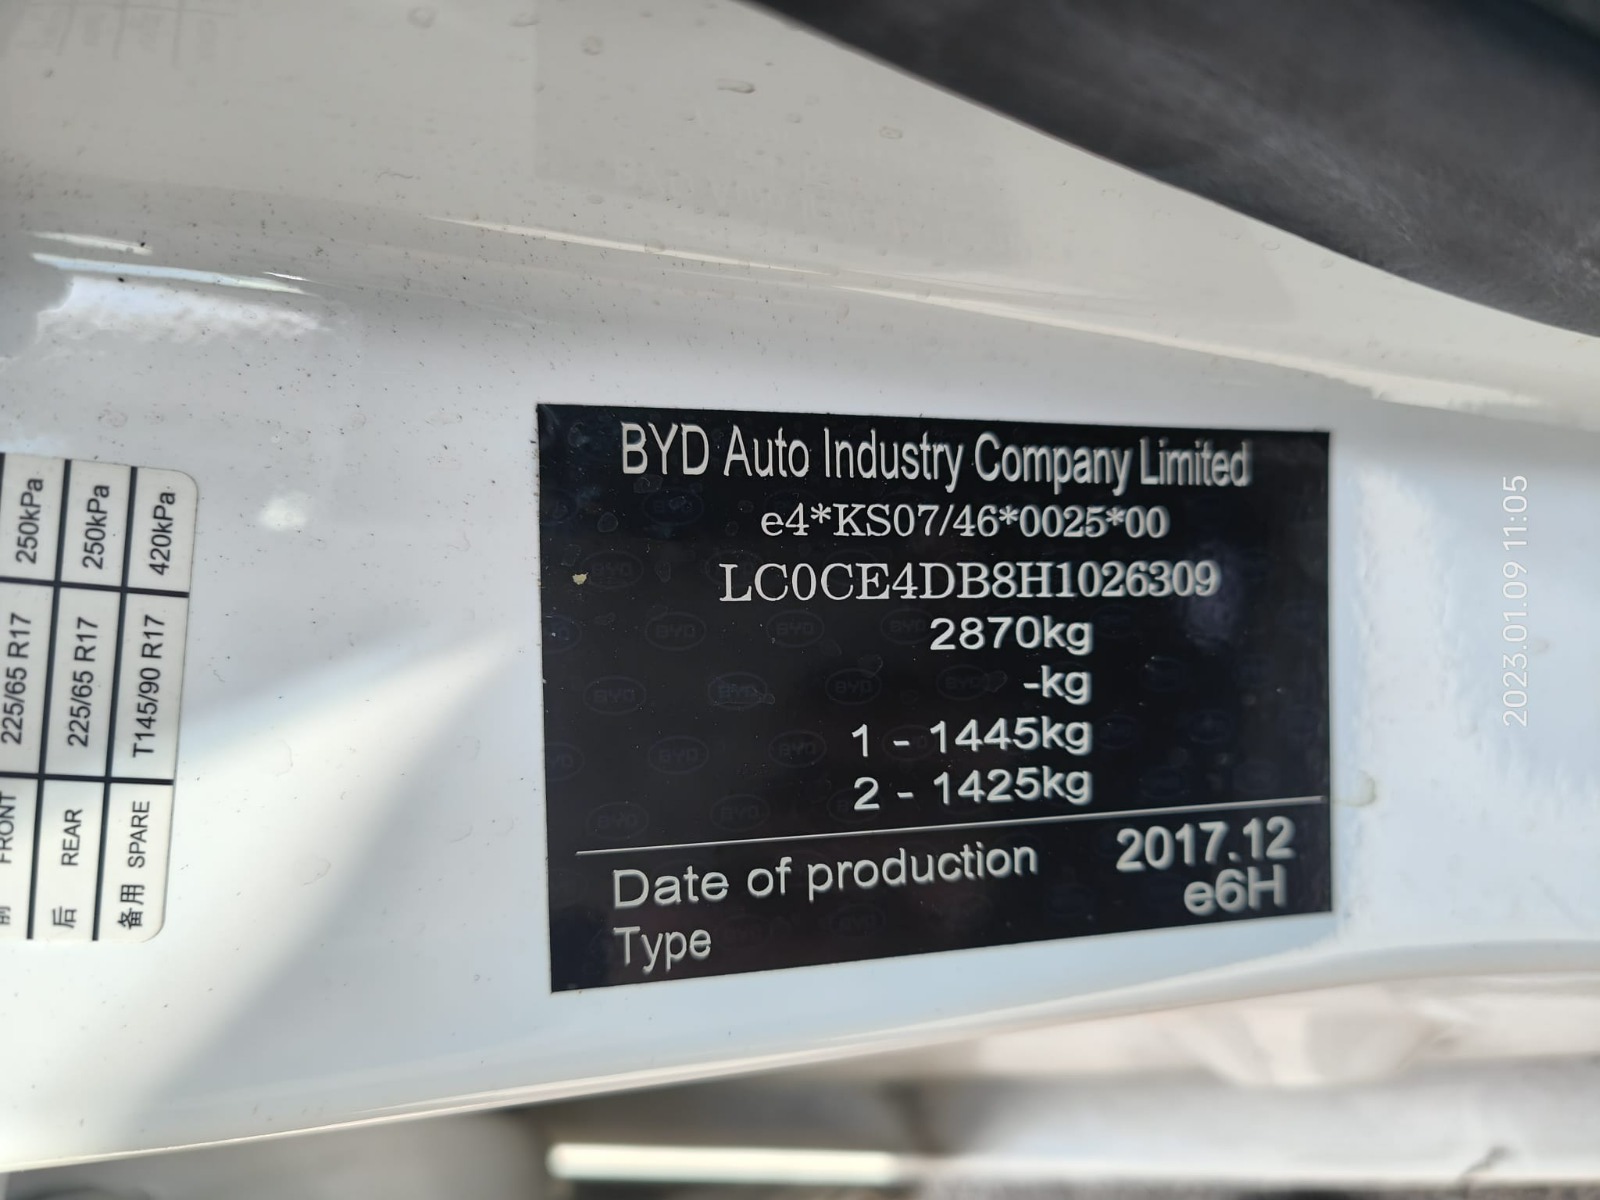 BYD Auto Industry Company Limited
e4*KS07/46*0025*00
LC0CE4DB8H1026309
2870kg
-kg
1 - 1445kg
2 - 1425kg
Date of production 2017.12
Type e6H
FRONT 225/65 R17 250kPa
后 REAR 225/65 R17 250kPa
备用 SPARE T145/90 R17 420kPa
2023.01.09 11:05